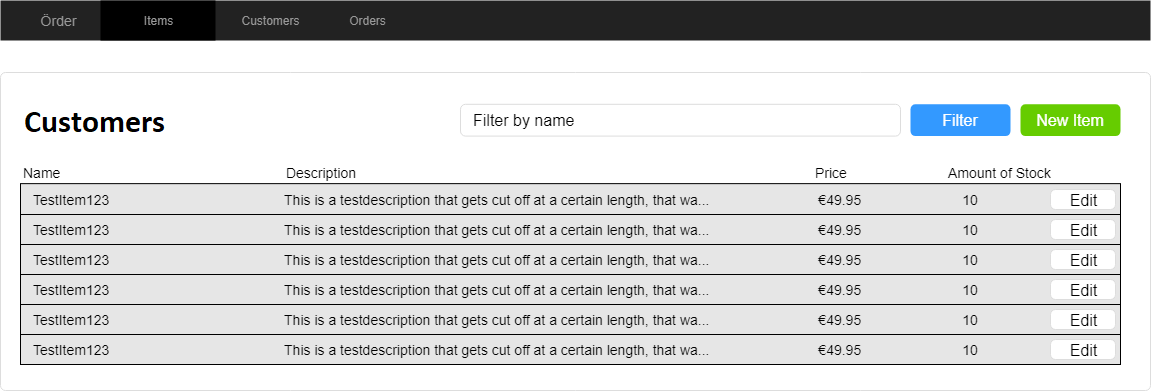 Örder Items Customers Orders
Customers Filter by name Filter New Item
Name Description Price Amount of Stock
TestItem123 This is a testdescription that gets cut off at a certain length, that wa... €49.95 10 Edit
TestItem123 This is a testdescription that gets cut off at a certain length, that wa... €49.95 10 Edit
TestItem123 This is a testdescription that gets cut off at a certain length, that wa... €49.95 10 Edit
TestItem123 This is a testdescription that gets cut off at a certain length, that wa... €49.95 10 Edit
TestItem123 This is a testdescription that gets cut off at a certain length, that wa... €49.95 10 Edit
TestItem123 This is a testdescription that gets cut off at a certain length, that wa... €49.95 10 Edit